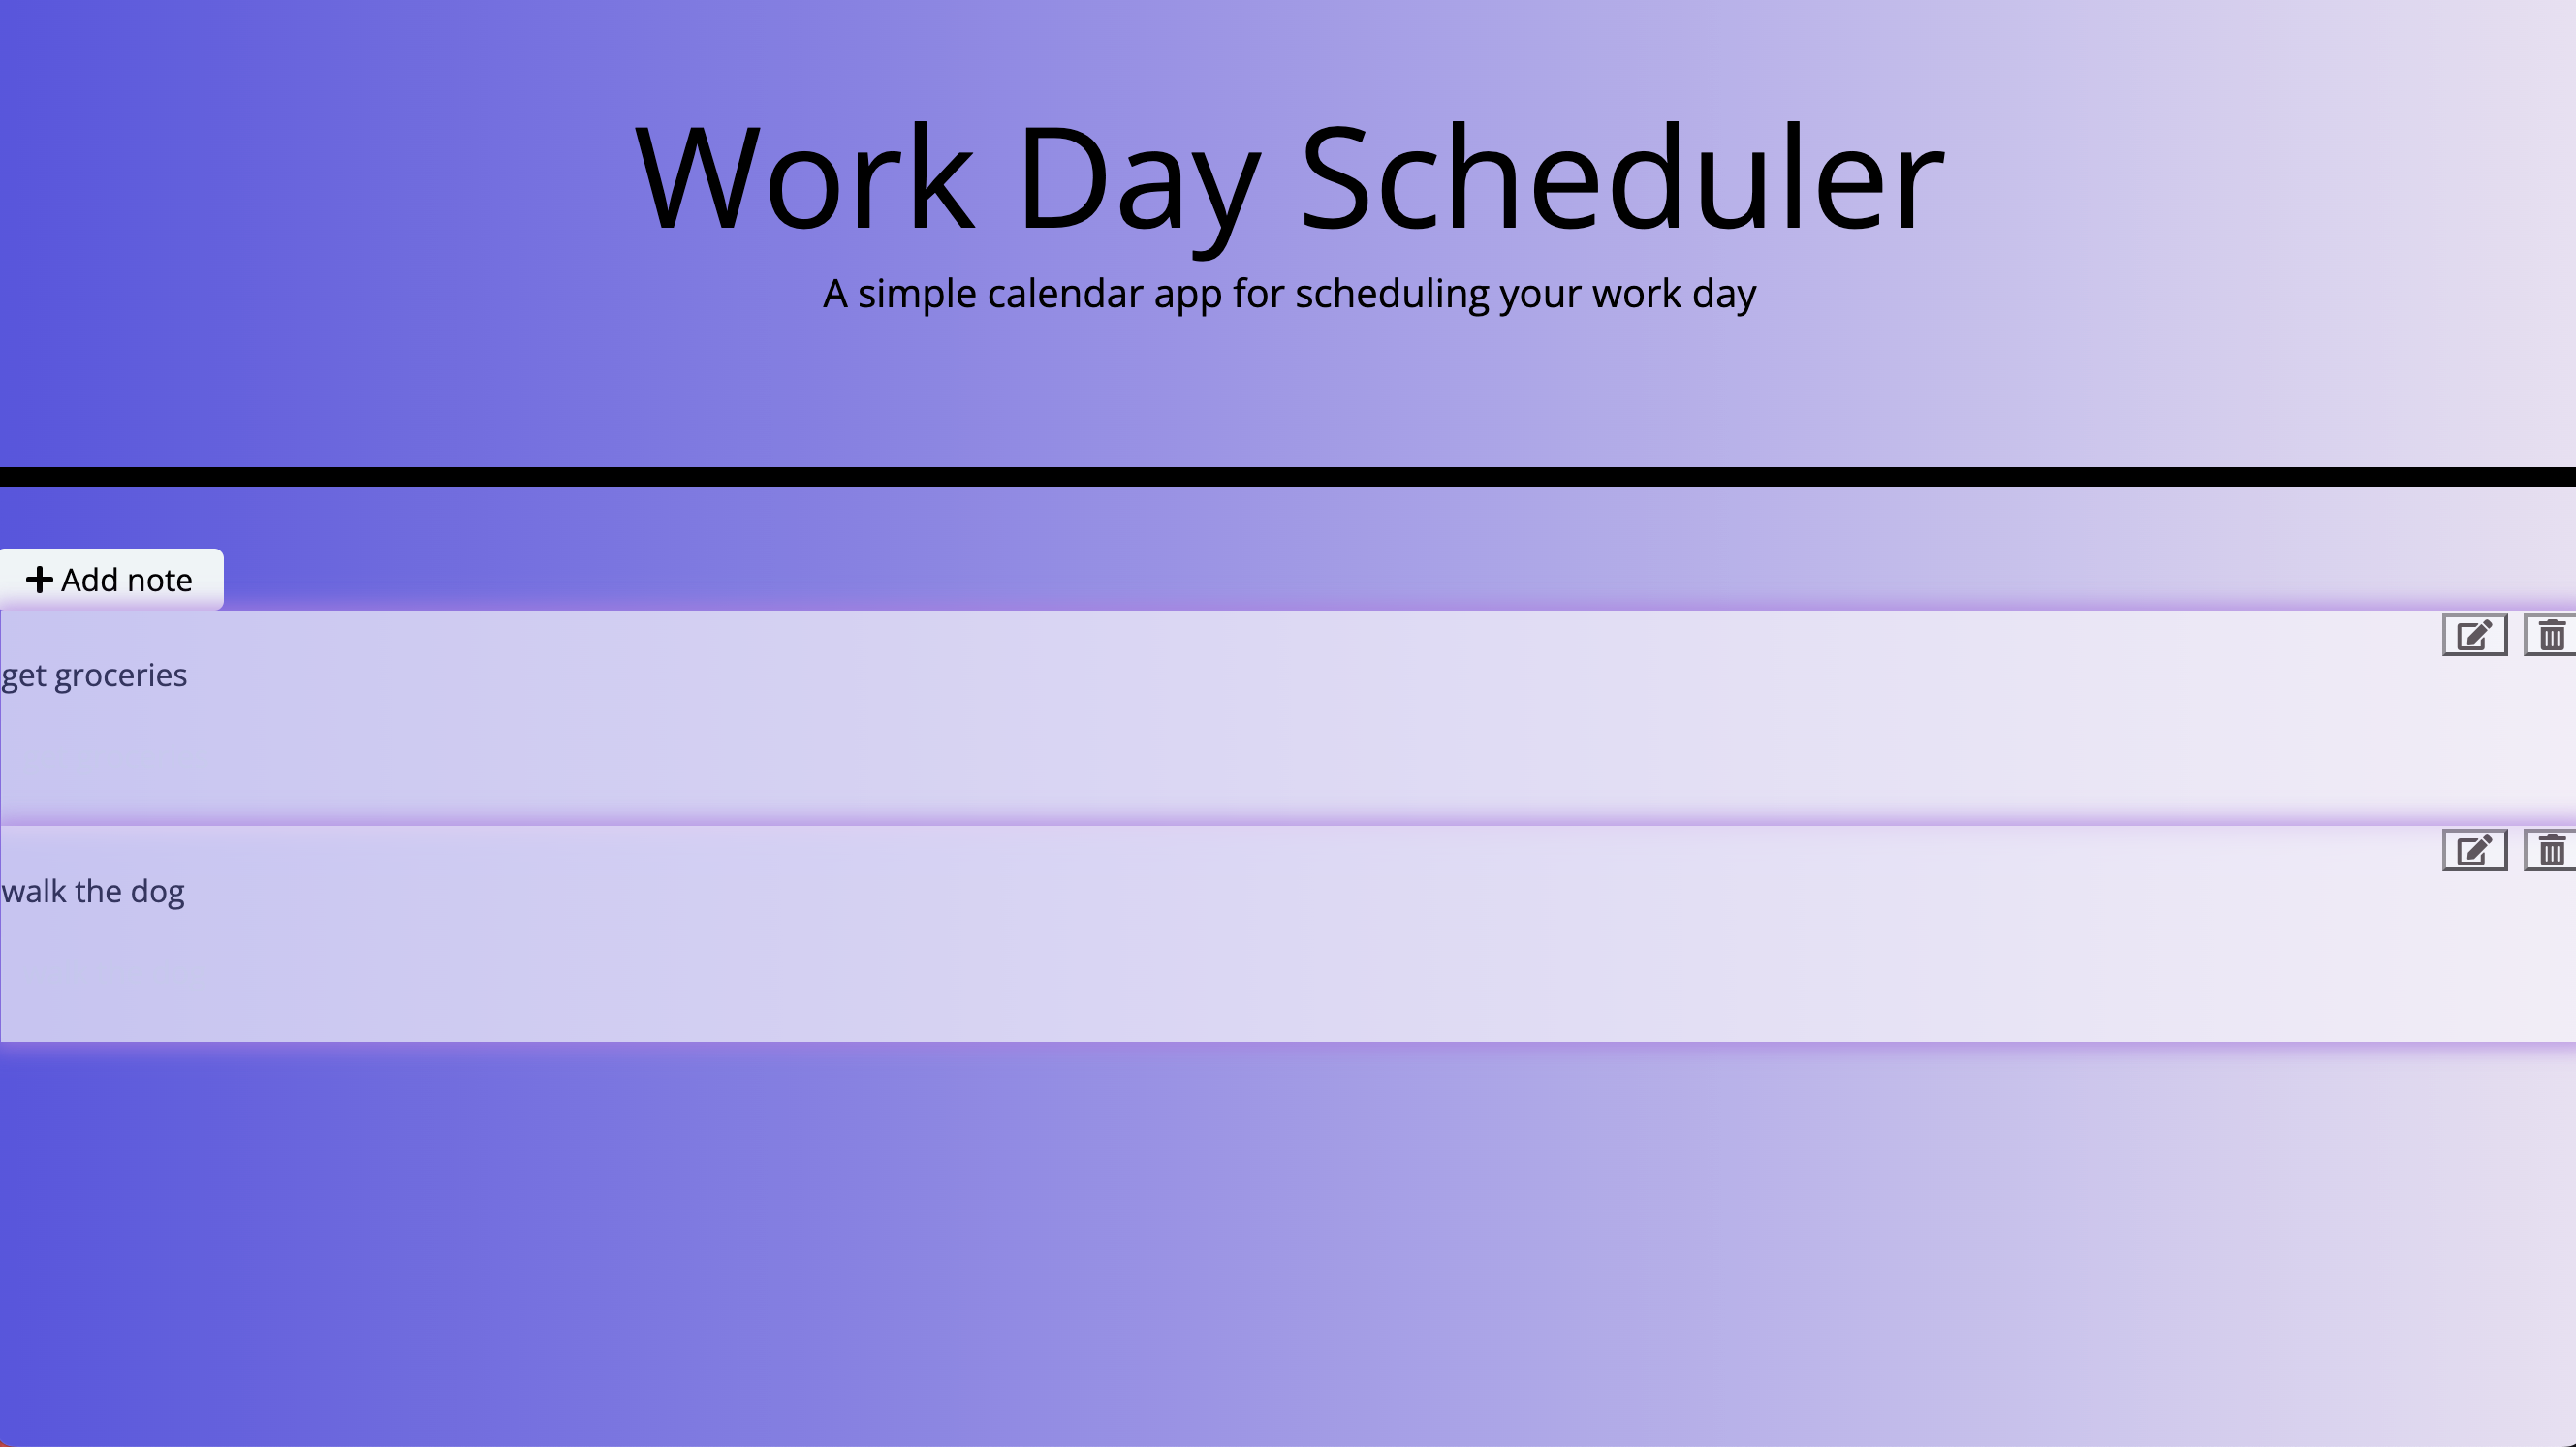 Work Day Scheduler
A simple calendar app for scheduling your work day
Add note
get groceries
walk the dog